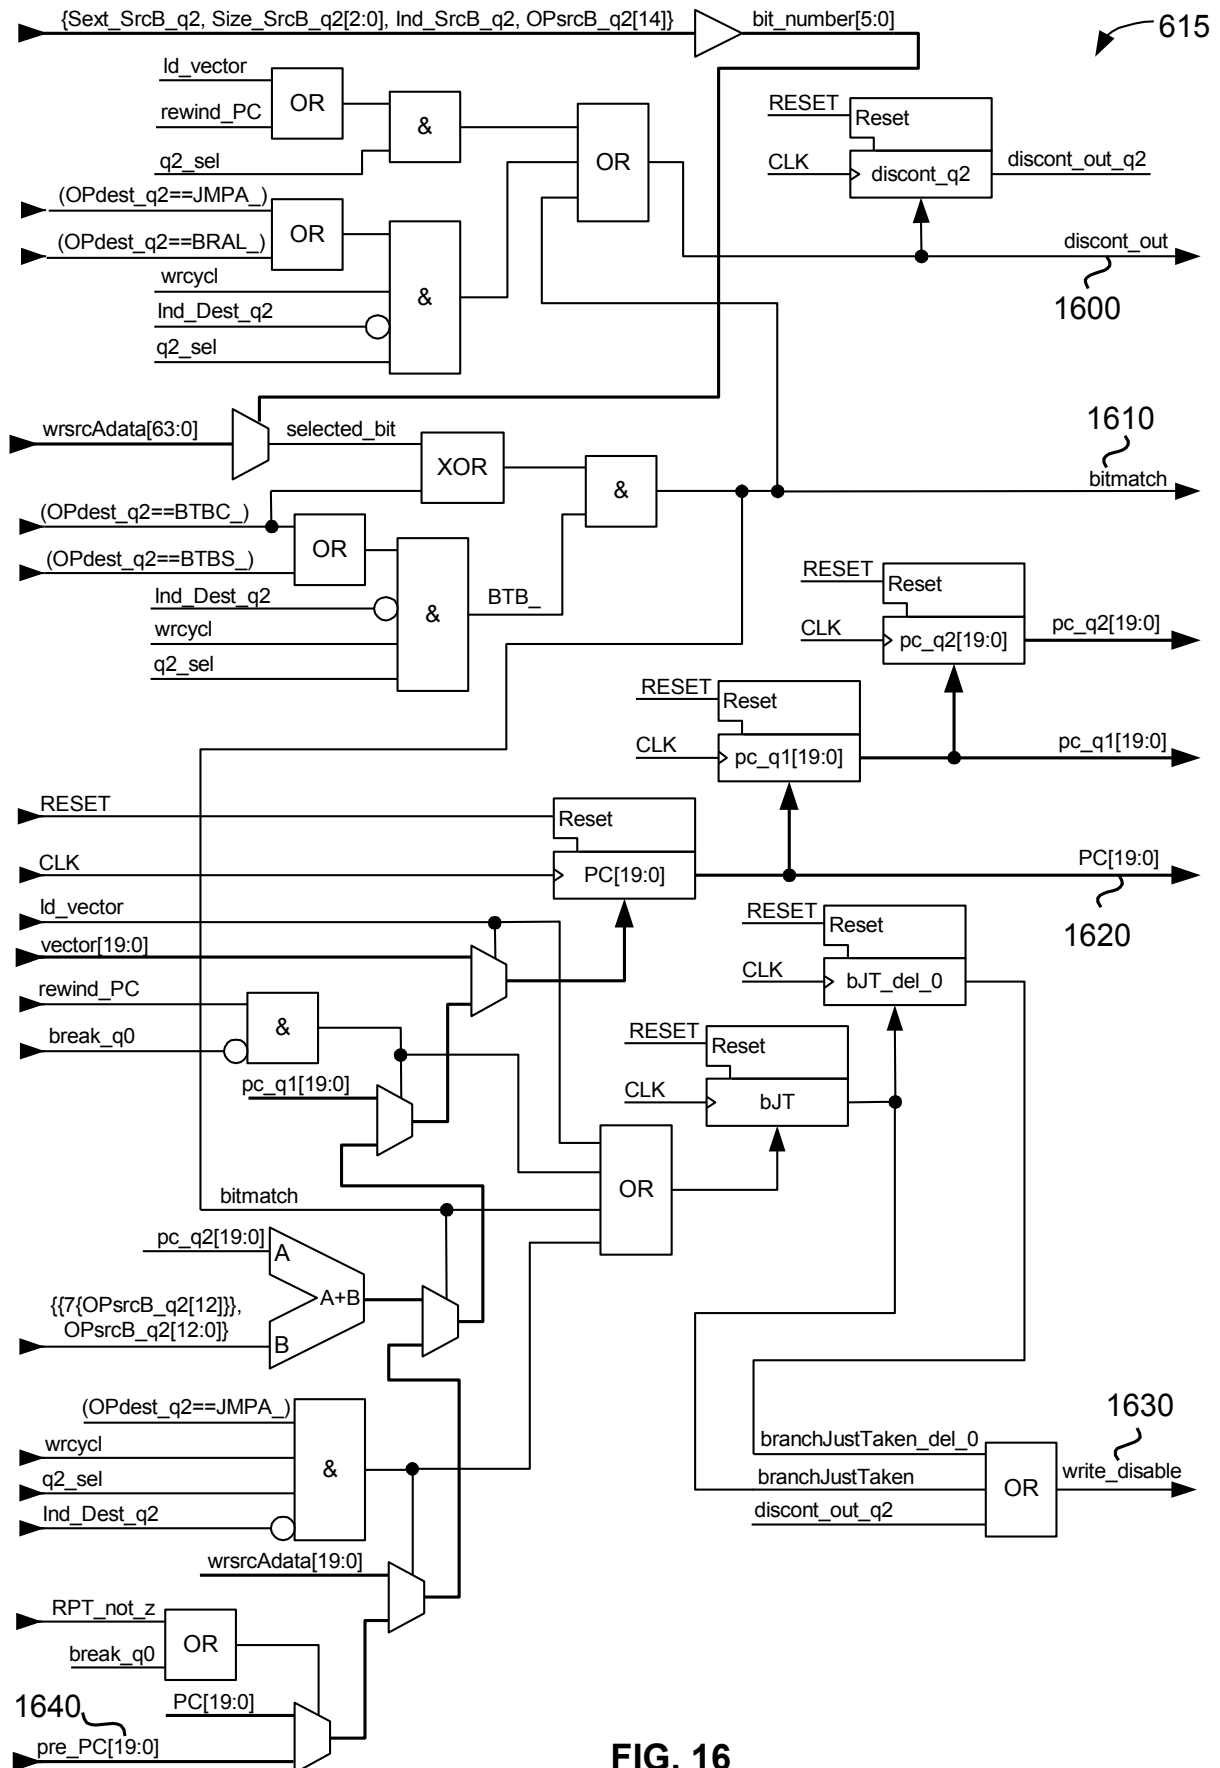 {Sext_SrcB_q2, Size_SrcB_q2[2:0], Ind_SrcB_q2, OPsrcB_q2[14]}
bit_number[5:0]
615
ld_vector
OR
rewind_PC
&
q2_sel
OR
RESET
Reset
CLK
discont_q2
discont_out_q2
(OPdest_q2==JMPA_)
OR
(OPdest_q2==BRAL_)
wrcycl
&
Ind_Dest_q2
q2_sel
discont_out
1600
wrsrcAdata[63:0]
selected_bit
XOR
&
1610
bitmatch
(OPdest_q2==BTBC_)
OR
(OPdest_q2==BTBS_)
Ind_Dest_q2
&
BTB_
wrcycl
q2_sel
RESET
Reset
CLK
pc_q2[19:0]
pc_q2[19:0]
RESET
Reset
CLK
pc_q1[19:0]
pc_q1[19:0]
RESET
Reset
CLK
PC[19:0]
PC[19:0]
1620
ld_vector
vector[19:0]
rewind_PC
&
break_q0
pc_q1[19:0]
RESET
Reset
CLK
bJT_del_0
RESET
Reset
CLK
bJT
OR
bitmatch
pc_q2[19:0]
A
A+B
{{7{OPsrcB_q2[12]}},
OPsrcB_q2[12:0]}
B
(OPdest_q2==JMPA_)
wrcycl
&
q2_sel
Ind_Dest_q2
branchJustTaken_del_0
branchJustTaken
discont_out_q2
OR
1630
write_disable
wrsrcAdata[19:0]
RPT_not_z
OR
break_q0
PC[19:0]
1640
pre_PC[19:0]
FIG. 16